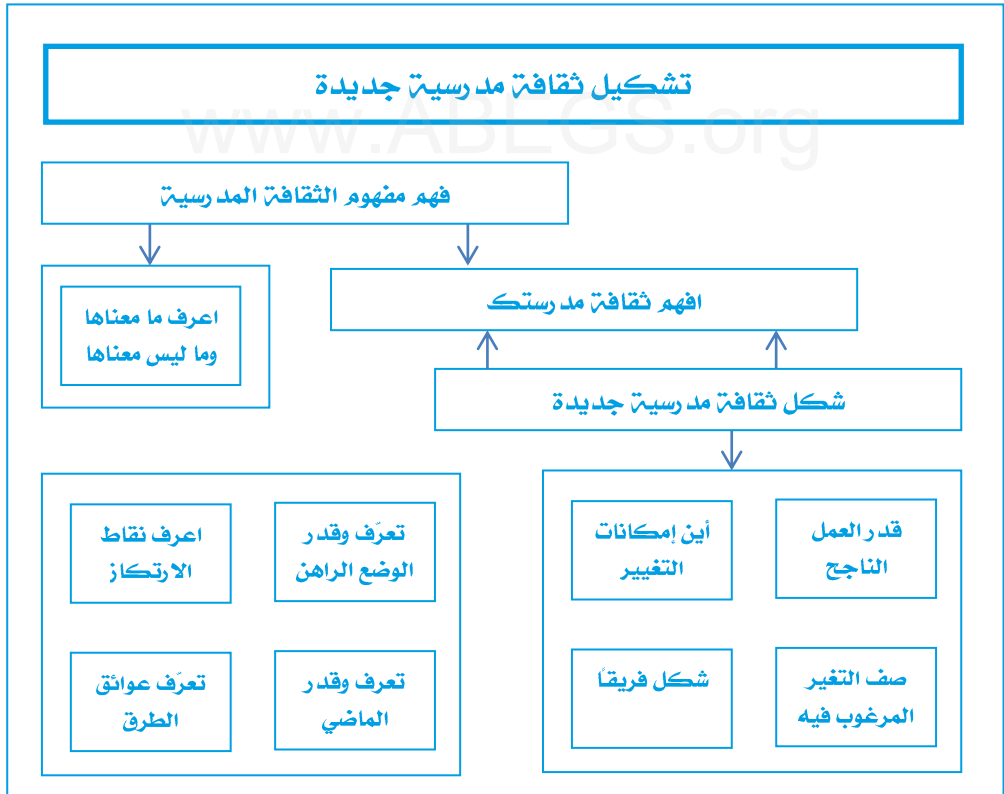 تشكيل ثقافة مدرسية جديدة
www.ABEGS.org
فهم مفهوم الثقافة المدرسية
اعرف ما معناها
وما ليس معناها
افهم ثقافة مدرستك
شكل ثقافة مدرسية جديدة
قدر العمل
الناجح
أين إمكانات
التغيير
صف التغير
المرغوب فيه
شكل فريقًا
تعرّف وقدر
الوضع الراهن
اعرف نقاط
الارتكاز
تعرف وقدر
الماضي
تعرّف عوائق
الطرق